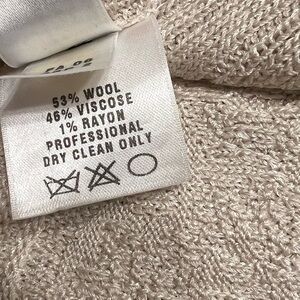 53% WOOL
46% VISCOSE
1% RAYON
PROFESSIONAL
DRY CLEAN ONLY